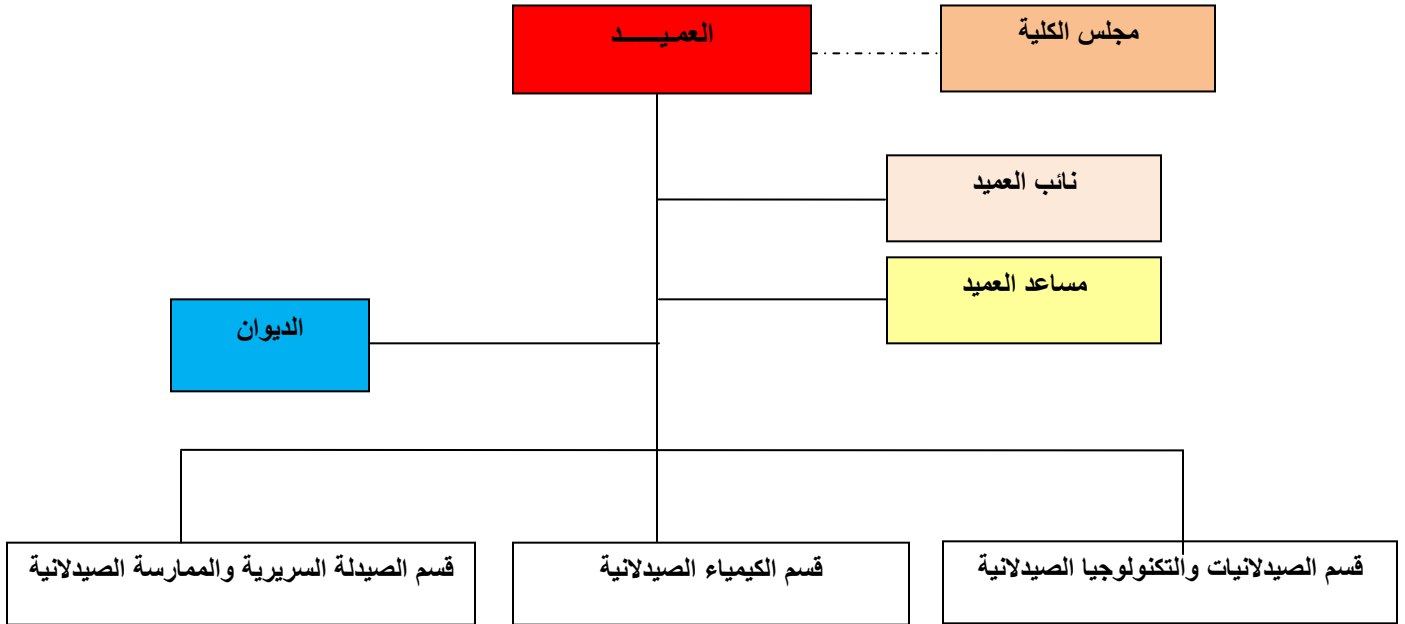 مجلس الكلية
العميـــــد
نائب العميد
مساعد العميد
الديوان
قسم الصيدلانيات والتكنولوجيا الصيدلانية
قسم الكيمياء الصيدلانية
قسم الصيدلة السريرية والممارسة الصيدلانية